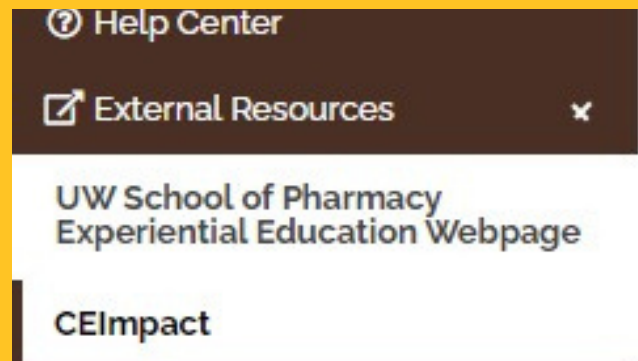 Help Center
External Resources
UW School of Pharmacy
Experiential Education Webpage
CEImpact